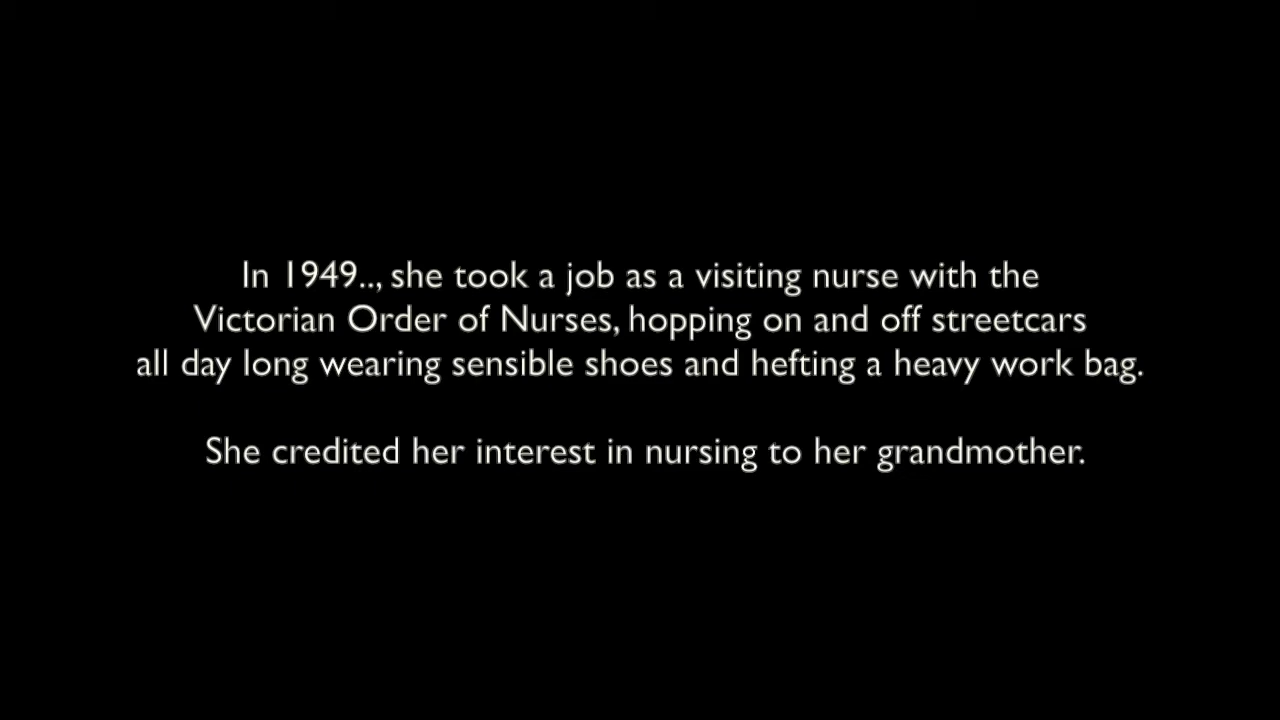 In 1949.., she took a job as a visiting nurse with the
Victorian Order of Nurses, hopping on and off streetcars
all day long wearing sensible shoes and hefting a heavy work bag.
She credited her interest in nursing to her grandmother.